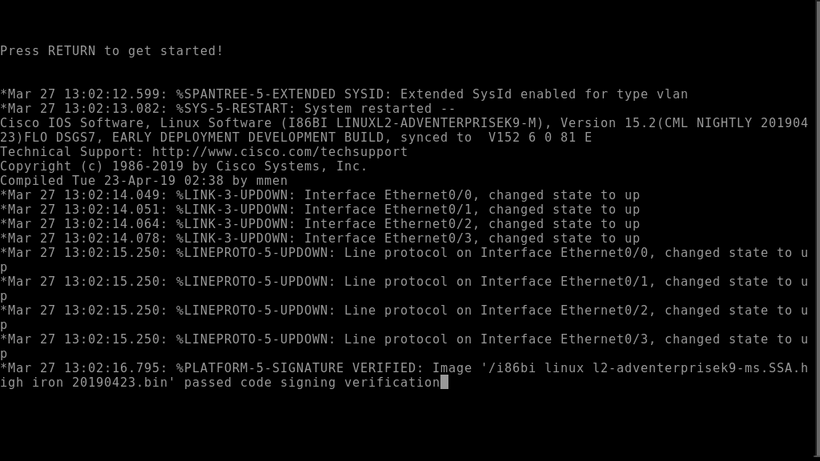 Press RETURN to get started!
*Mar 27 13:02:12.599: %SPANTREE-5-EXTENDED SYSID: Extended SysId enabled for type vlan
*Mar 27 13:02:13.082: %SYS-5-RESTART: System restarted --
Cisco IOS Software, Linux Software (I86BI LINUXL2-ADVENTERPRISEK9-M), Version 15.2(CML NIGHTLY 201904
23)FLO DSGS7, EARLY DEPLOYMENT DEVELOPMENT BUILD, synced to  V152 6 0 81 E
Technical Support: http://www.cisco.com/techsupport
Copyright (c) 1986-2019 by Cisco Systems, Inc.
Compiled Tue 23-Apr-19 02:38 by mmen
*Mar 27 13:02:14.049: %LINK-3-UPDOWN: Interface Ethernet0/0, changed state to up
*Mar 27 13:02:14.051: %LINK-3-UPDOWN: Interface Ethernet0/1, changed state to up
*Mar 27 13:02:14.064: %LINK-3-UPDOWN: Interface Ethernet0/2, changed state to up
*Mar 27 13:02:14.078: %LINK-3-UPDOWN: Interface Ethernet0/3, changed state to up
*Mar 27 13:02:15.250: %LINEPROTO-5-UPDOWN: Line protocol on Interface Ethernet0/0, changed state to u
p
*Mar 27 13:02:15.250: %LINEPROTO-5-UPDOWN: Line protocol on Interface Ethernet0/1, changed state to u
p
*Mar 27 13:02:15.250: %LINEPROTO-5-UPDOWN: Line protocol on Interface Ethernet0/2, changed state to u
p
*Mar 27 13:02:15.250: %LINEPROTO-5-UPDOWN: Line protocol on Interface Ethernet0/3, changed state to u
p
*Mar 27 13:02:16.795: %PLATFORM-5-SIGNATURE VERIFIED: Image '/i86bi linux l2-adventerprisek9-ms.SSA.h
igh iron 20190423.bin' passed code signing verification